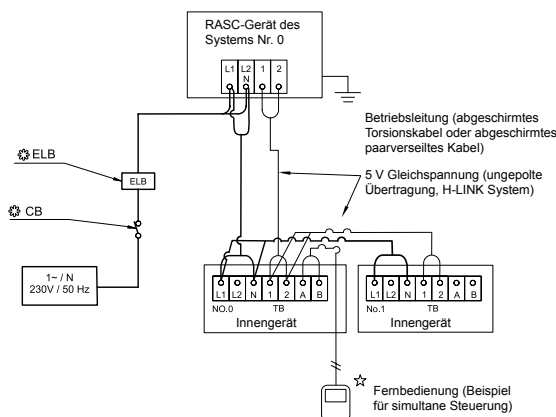 RASC-Gerät des
Systems Nr. 0
L1 L2 1 2
N
Betriebsleitung (abgeschirmtes
Torsionskabel oder abgeschirmtes
paarverseiltes Kabel)
ELB
ELB
5 V Gleichspannung (ungepolte
Übertragung, H-LINK System)
CB
1~ / N
230V / 50 Hz
L1 L2 N 1 2 A B
NO.0 TB
Innengerät
L1 L2 N 1 2 A B
No.1 TB
Innengerät
Fernbedienung (Beispiel
für simultane Steuerung)